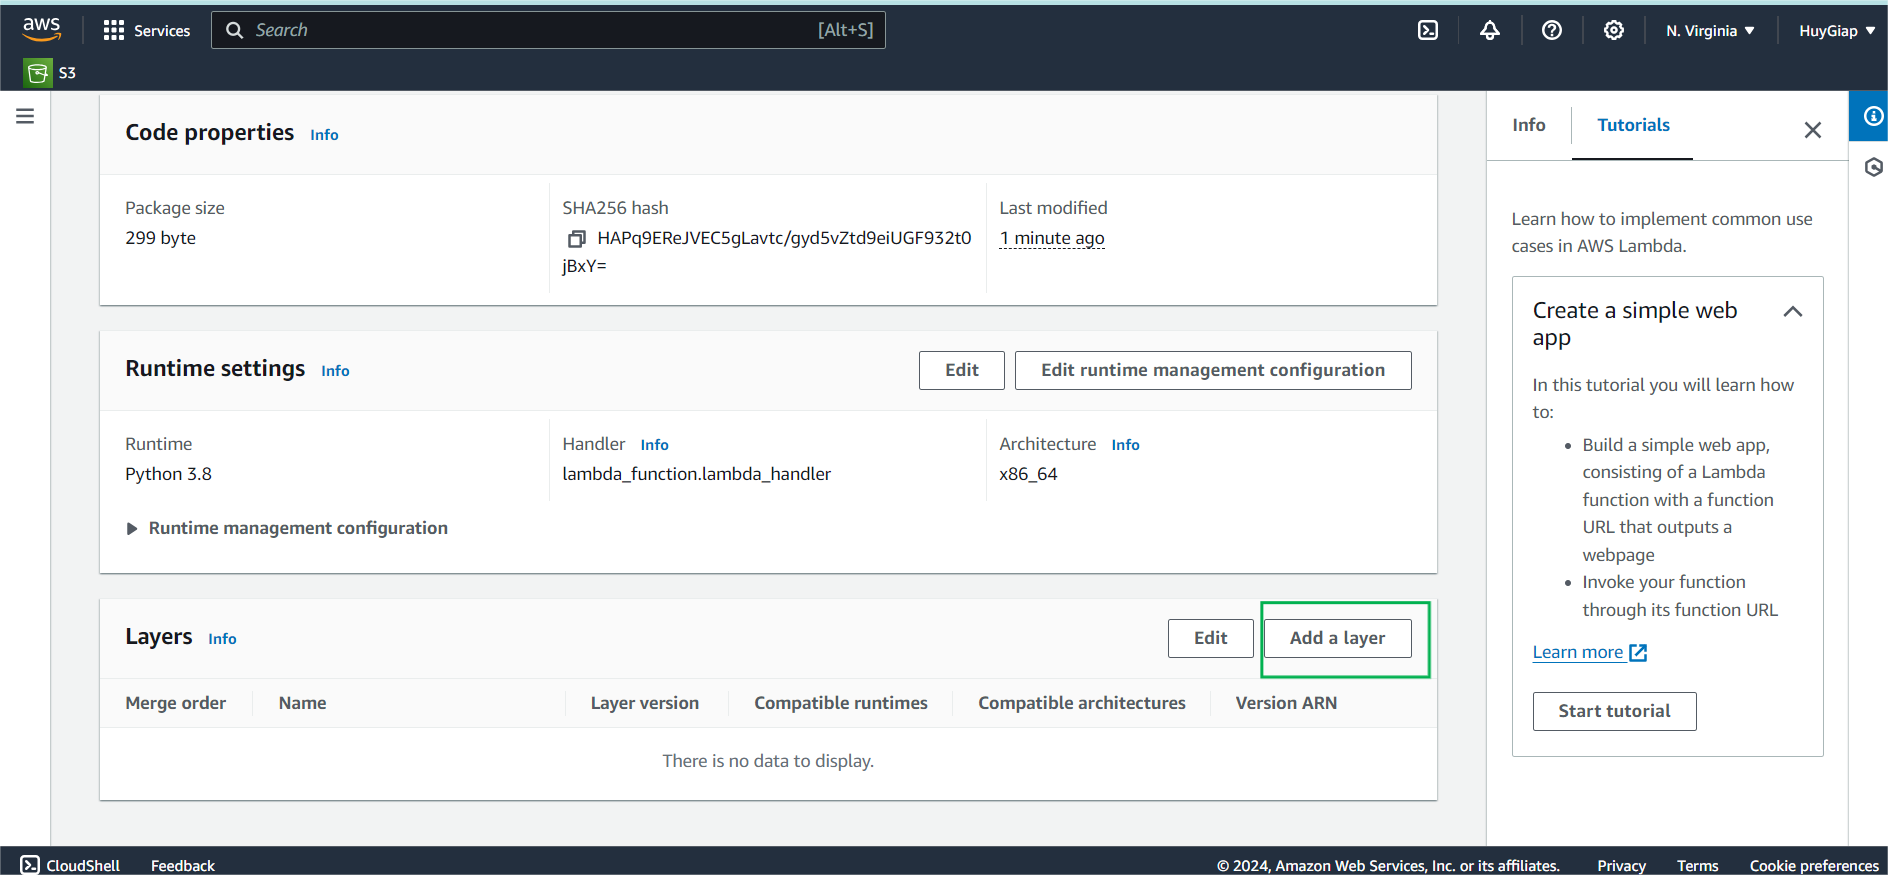 aws
Services
Search
[Alt+S]
N. Virginia
HuyGiap
S3
Code properties
Info
Package size
299 byte
SHA256 hash
HAPq9EReJVEC5gLavtc/gyd5vZtd9eiUGF932t0
jBxY=
Last modified
1 minute ago
Runtime settings
Info
Edit
Edit runtime management configuration
Runtime
Python 3.8
Handler Info
lambda_function.lambda_handler
Architecture Info
x86_64
Runtime management configuration
Layers
Info
Edit
Add a layer
Merge order
Name
Layer version
Compatible runtimes
Compatible architectures
Version ARN
There is no data to display.
Info
Tutorials
Learn how to implement common use
cases in AWS Lambda.
Create a simple web
app
In this tutorial you will learn how
to:
• Build a simple web app,
consisting of a Lambda
function with a function
URL that outputs a
webpage
• Invoke your function
through its function URL
Learn more
Start tutorial
CloudShell
Feedback
© 2024, Amazon Web Services, Inc. or its affiliates.
Privacy
Terms
Cookie preferences